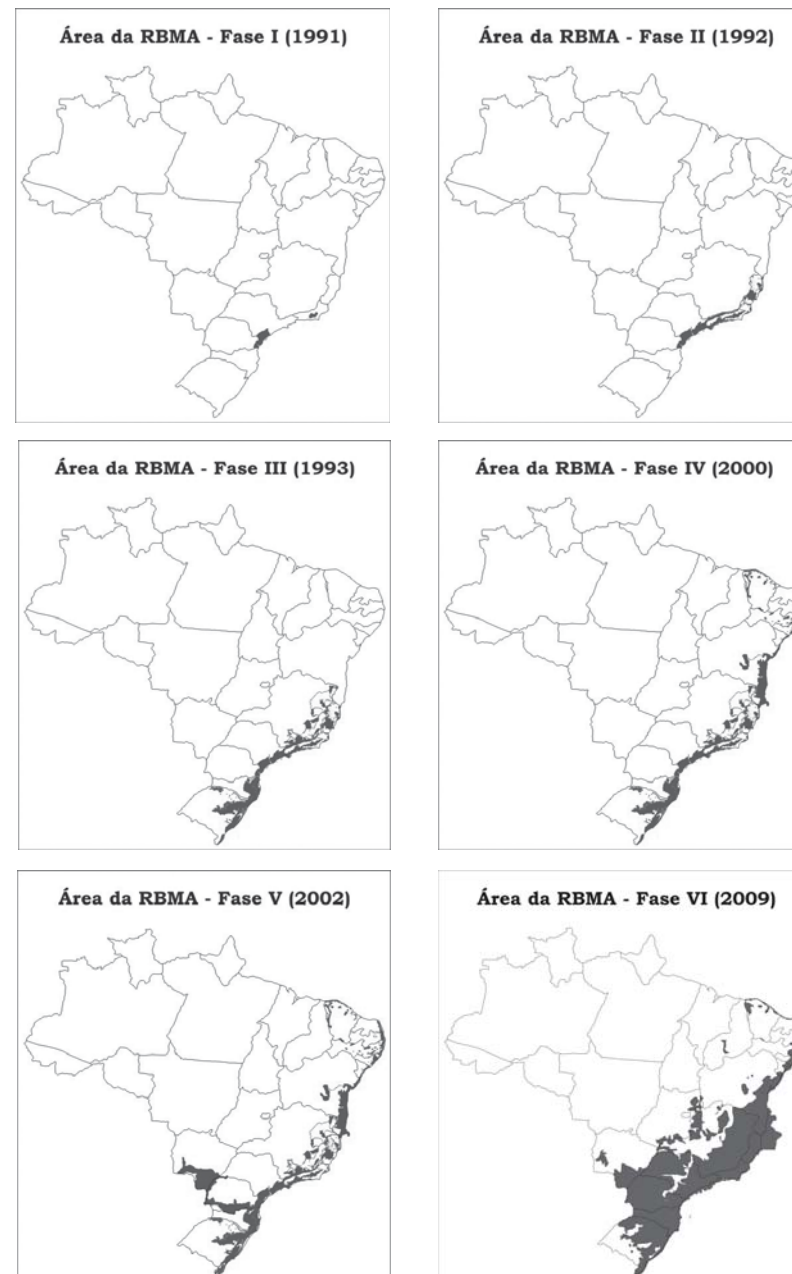 Área da RBMA - Fase I (1991)
Área da RBMA - Fase II (1992)
Área da RBMA - Fase III (1993)
Área da RBMA - Fase IV (2000)
Área da RBMA - Fase V (2002)
Área da RBMA - Fase VI (2009)